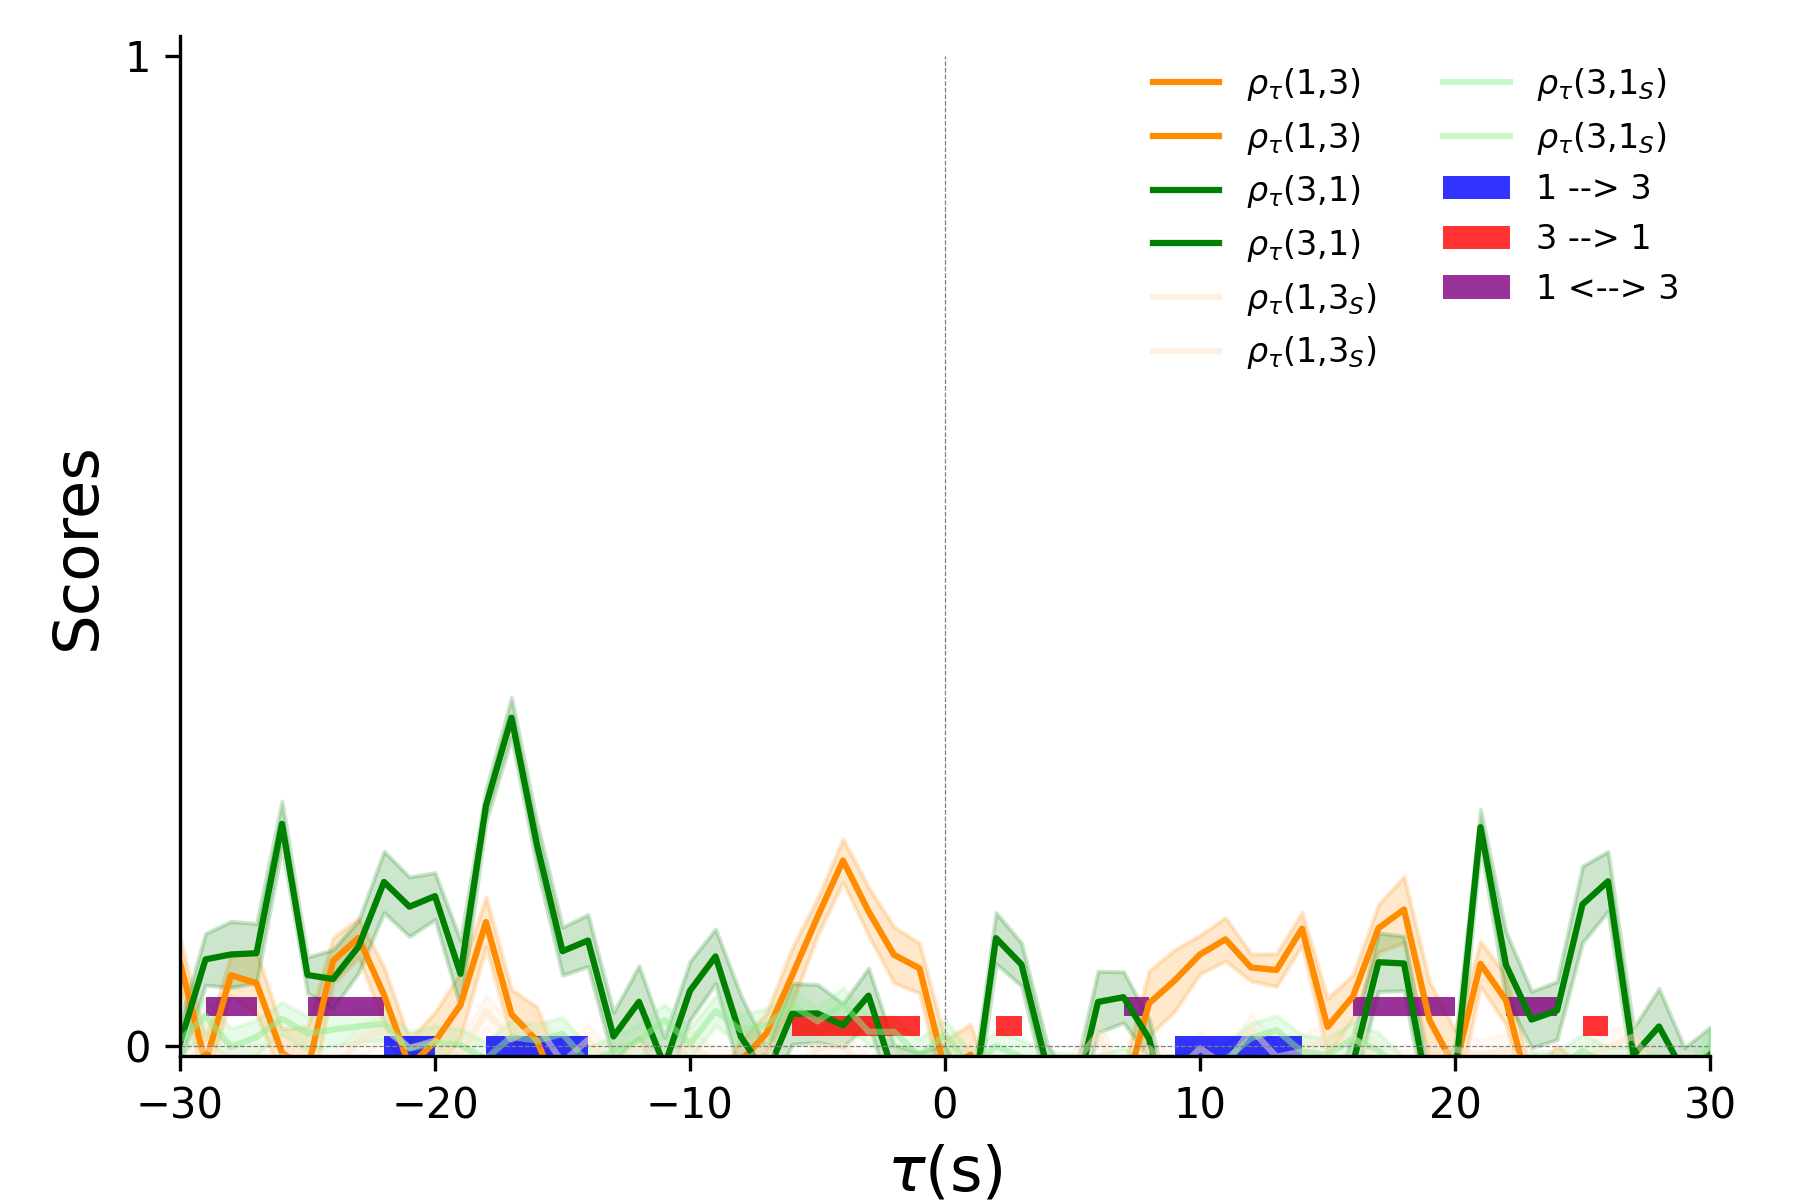 1
ρτ(1,3)
ρτ(1,3)
ρτ(3,1)
ρτ(3,1)
ρτ(1,3S)
ρτ(1,3S)
ρτ(3,1S)
ρτ(3,1S)
1 --> 3
3 --> 1
1 <--> 3
Scores
0
−30 −20 −10 0 10 20 30
τ(s)